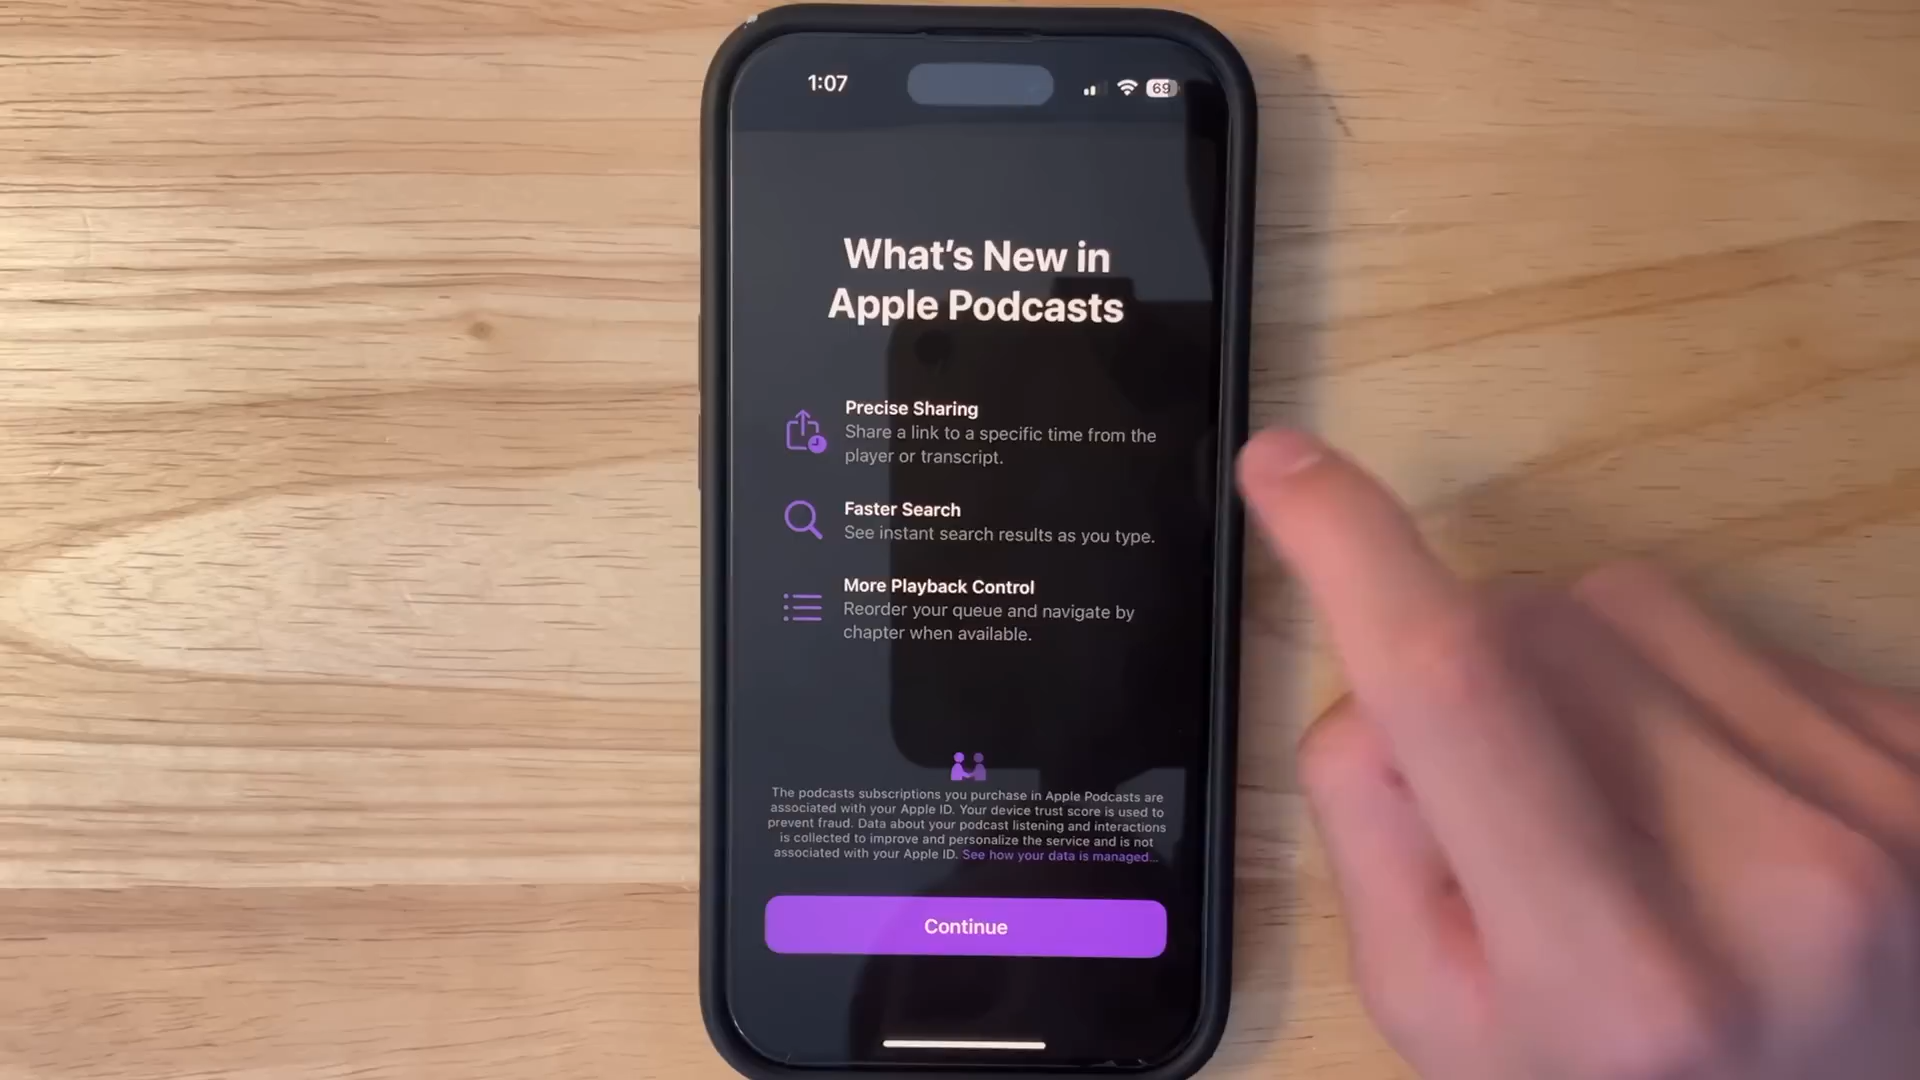 1:07
69
What's New in
Apple Podcasts
Precise Sharing
Share a link to a specific time from the
player or transcript.
Faster Search
See instant search results as you type.
More Playback Control
Reorder your queue and navigate by
chapter when available.
The podcasts subscriptions you purchase in Apple Podcasts are
associated with your Apple ID. Your device trust score is used to
prevent fraud. Data about your podcast listening and interactions
is collected to improve and personalize the service and is not
associated with your Apple ID. See how your data is managed...
Continue